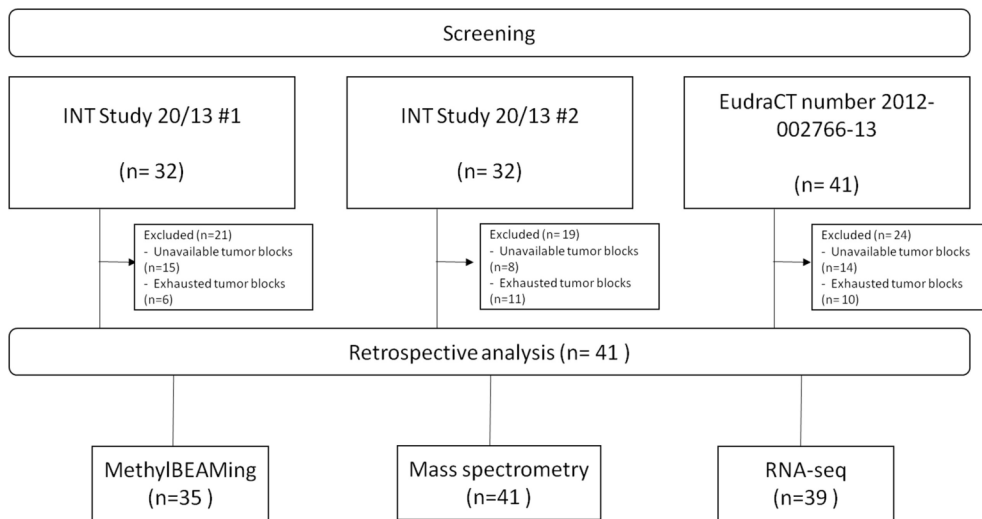 Screening
INT Study 20/13 #1
(n= 32)
INT Study 20/13 #2
(n= 32)
EudraCT number 2012-
002766-13
(n= 41)
Excluded (n=21)
- Unavailable tumor blocks
(n=15)
- Exhausted tumor blocks
(n=6)
Excluded (n= 19)
- Unavailable tumor blocks
(n=8)
- Exhausted tumor blocks
(n=11)
Excluded (n= 24)
- Unavailable tumor blocks
(n=14)
- Exhausted tumor blocks
(n= 10)
Retrospective analysis (n= 41 )
MethylBEAMing
(n=35 )
Mass spectrometry
(n=41 )
RNA-seq
(n=39 )